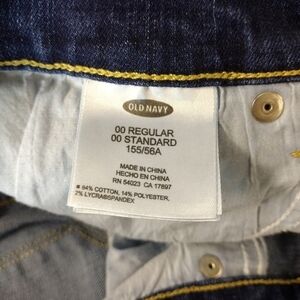 OLD NAVY
00 REGULAR
00 STANDARD
155/56A
MADE IN CHINA
HECHO EN CHINA
RN 54023 CA 17897
84% COTTON, 14% POLYESTER,
2% LYCRA®SPANDEX